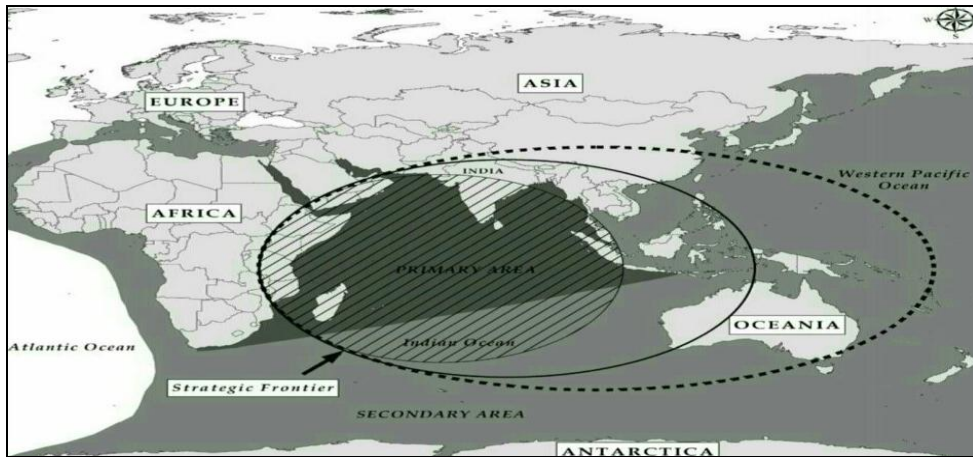 W
S
ASIA
EUROPE
INDIA
Western Pacific
Ocean
AFRICA
PRIMARY AREA
OCEANIA
Indian Ocean
Atlantic Ocean
Strategic Frontier
SECONDARY AREA
ANTARCTICA